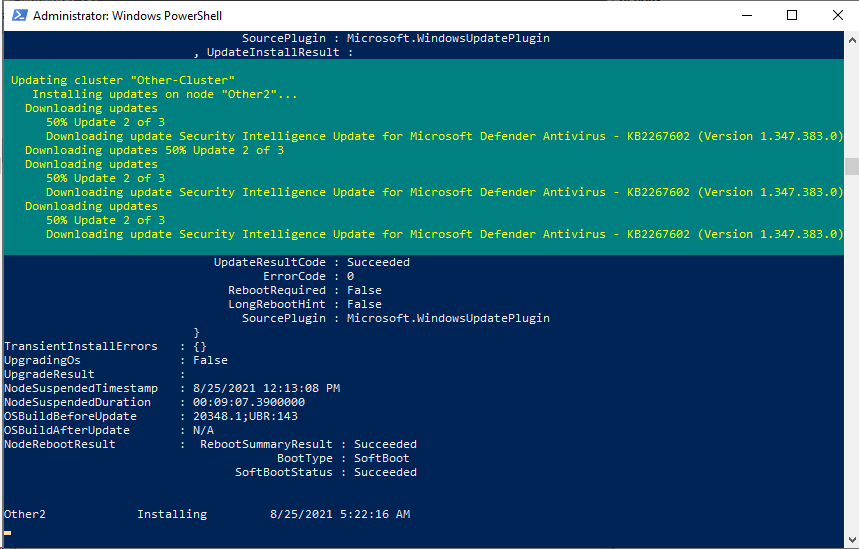 Administrator: Windows PowerShell
SourcePlugin : Microsoft.WindowsUpdatePlugin
, UpdateInstallResult :
Updating cluster "Other-Cluster"
Installing updates on node "Other2"...
Downloading updates
50% Update 2 of 3
Downloading update Security Intelligence Update for Microsoft Defender Antivirus - KB2267602 (Version 1.347.383.0)
Downloading updates 50% Update 2 of 3
Downloading updates
50% Update 2 of 3
Downloading update Security Intelligence Update for Microsoft Defender Antivirus - KB2267602 (Version 1.347.383.0)
Downloading updates
50% Update 2 of 3
Downloading update Security Intelligence Update for Microsoft Defender Antivirus - KB2267602 (Version 1.347.383.0)
UpdateResultCode : Succeeded
ErrorCode : 0
RebootRequired : False
LongRebootHint : False
SourcePlugin : Microsoft.WindowsUpdatePlugin
}
TransientInstallErrors : {}
UpgradingOs : False
UpgradeResult :
NodeSuspendedTimestamp : 8/25/2021 12:13:08 PM
NodeSuspendedDuration : 00:09:07.3900000
OSBuildBeforeUpdate : 20348.1;UBR:143
OSBuildAfterUpdate : N/A
NodeRebootResult : RebootSummaryResult : Succeeded
BootType : SoftBoot
SoftBootStatus : Succeeded
Other2 Installing 8/25/2021 5:22:16 AM